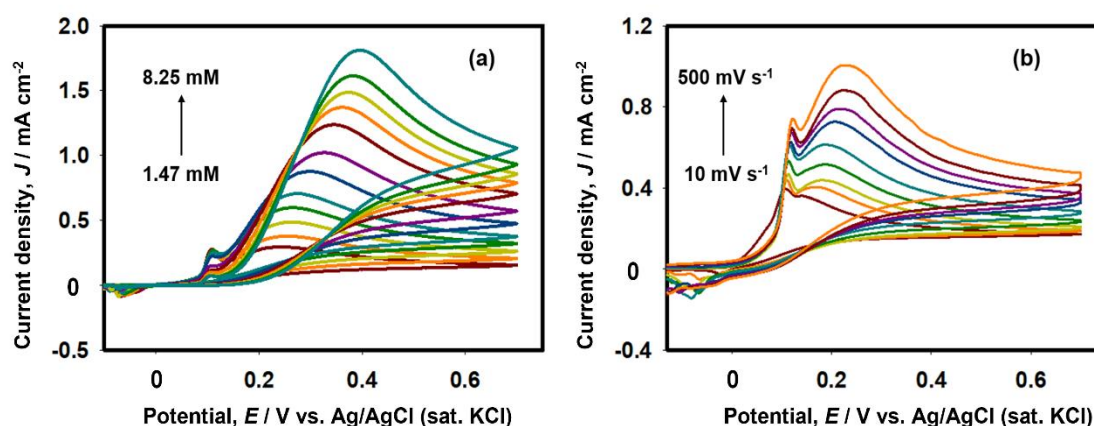 2.0
1.5
1.0
0.5
0
-0.5
Current density, J / mA cm⁻²
(a)
8.25 mM
1.47 mM
0 0.2 0.4 0.6
Potential, E / V vs. Ag/AgCl (sat. KCl)
1.2
0.8
0.4
0
-0.4
Current density, J / mA cm⁻²
(b)
500 mV s⁻¹
10 mV s⁻¹
0 0.2 0.4 0.6
Potential, E / V vs. Ag/AgCl (sat. KCl)